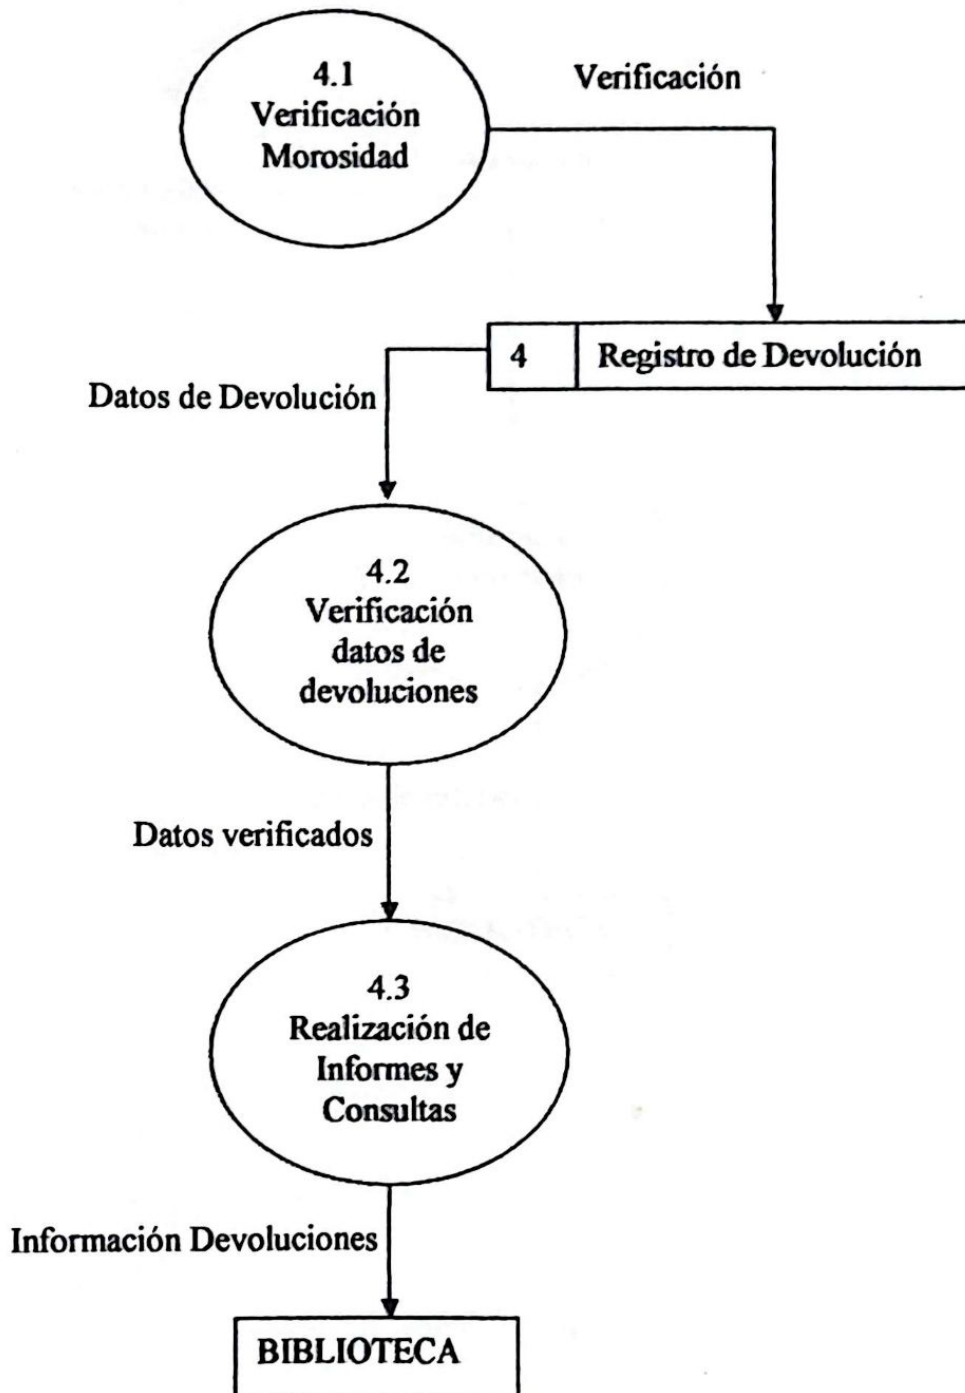 4.1
Verificación
Morosidad
Verificación
4
Registro de Devolución
Datos de Devolución
4.2
Verificación
datos de
devoluciones
Datos verificados
4.3
Realización de
Informes y
Consultas
Información Devoluciones
BIBLIOTECA